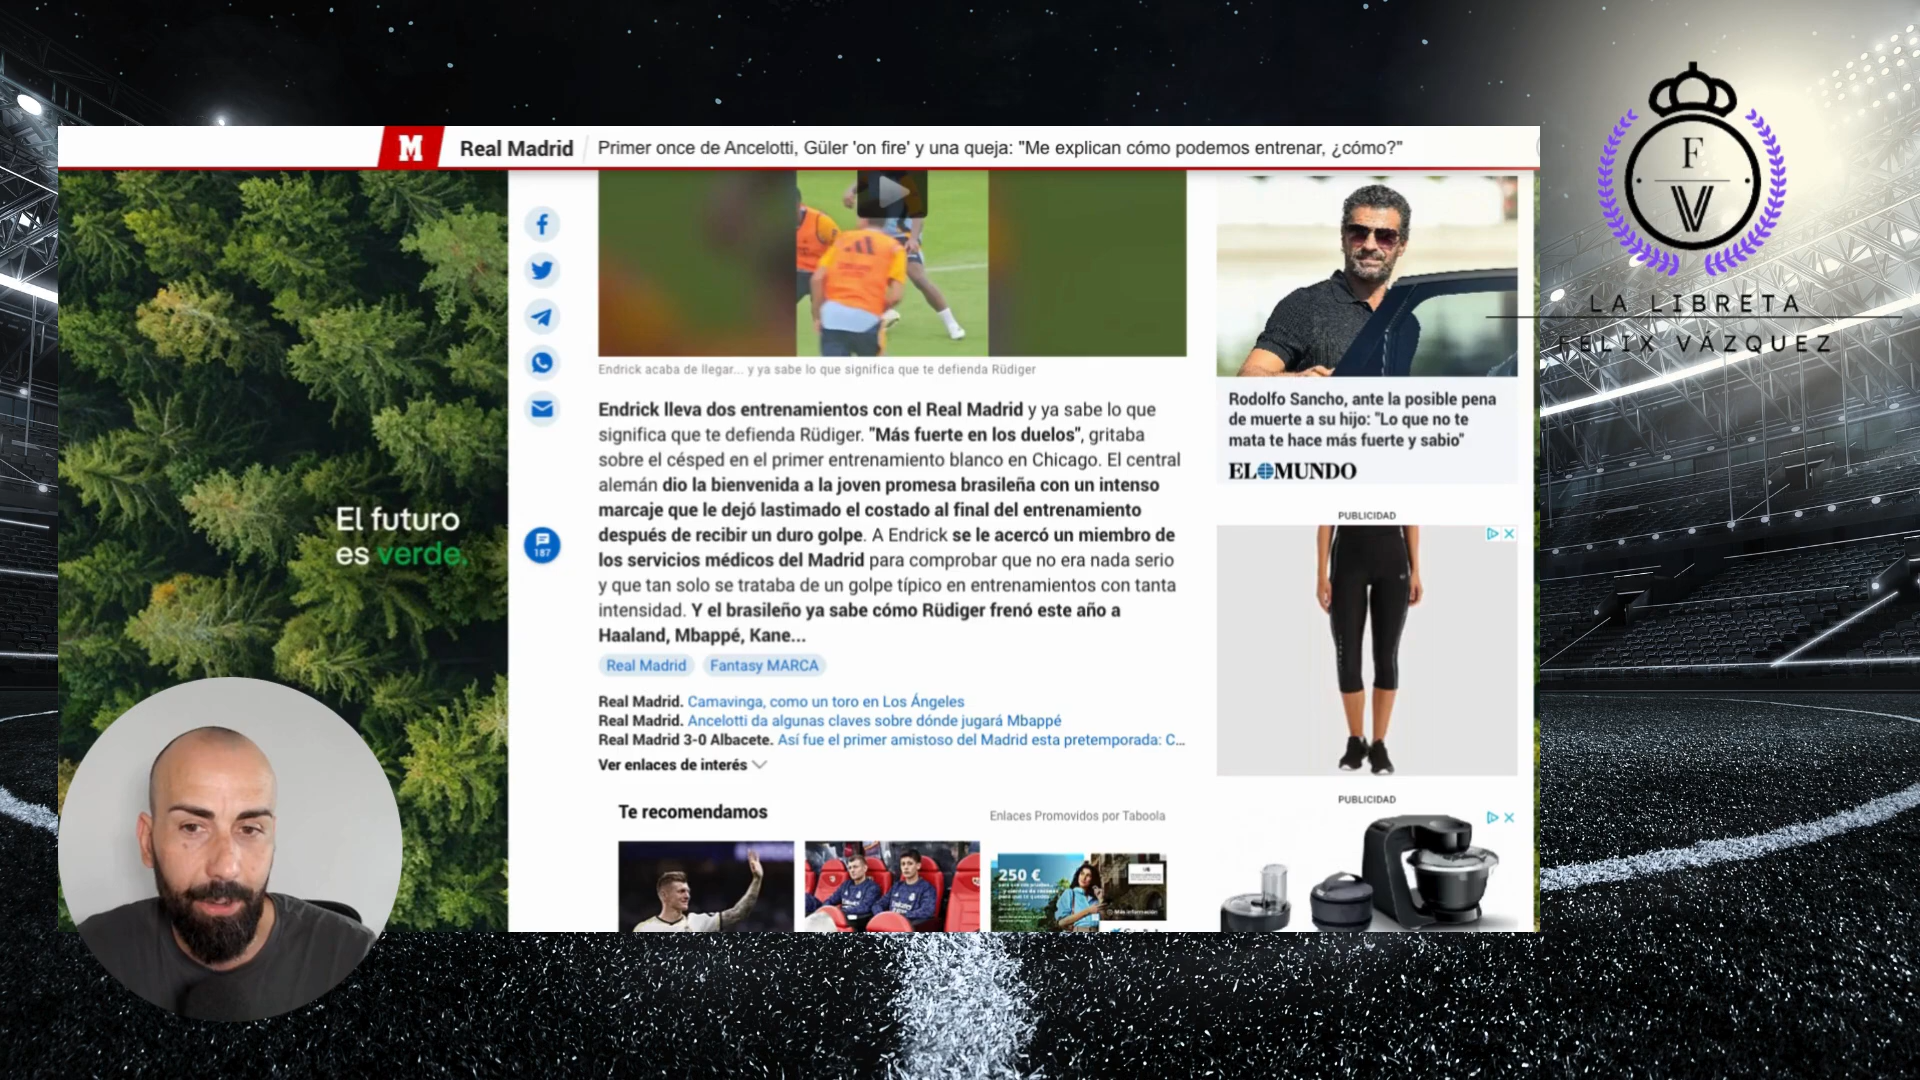 M Real Madrid Primer once de Ancelotti, Güler 'on fire' y una queja: "Me explican cómo podemos entrenar, ¿cómo?"
F
V
LA LIBRETA
FÉLIX VÁZQUEZ
El futuro
es verde.
187
Endrick acaba de llegar... y ya sabe lo que significa que te defienda Rüdiger
Endrick lleva dos entrenamientos con el Real Madrid y ya sabe lo que
significa que te defienda Rüdiger. "Más fuerte en los duelos", gritaba
sobre el césped en el primer entrenamiento blanco en Chicago. El central
alemán dio la bienvenida a la joven promesa brasileña con un intenso
marcaje que le dejó lastimado el costado al final del entrenamiento
después de recibir un duro golpe. A Endrick se le acercó un miembro de
los servicios médicos del Madrid para comprobar que no era nada serio
y que tan solo se trataba de un golpe típico en entrenamientos con tanta
intensidad. Y el brasileño ya sabe cómo Rüdiger frenó este año a
Haaland, Mbappé, Kane...
Real Madrid Fantasy MARCA
Real Madrid. Camavinga, como un toro en Los Ángeles
Real Madrid. Ancelotti da algunas claves sobre dónde jugará Mbappé
Real Madrid 3-0 Albacete. Así fue el primer amistoso del Madrid esta pretemporada: C...
Ver enlaces de interés
Te recomendamos
Enlaces Promovidos por Taboola
250 €
Más información
Rodolfo Sancho, ante la posible pena
de muerte a su hijo: "Lo que no te
mata te hace más fuerte y sabio"
EL MUNDO
PUBLICIDAD
PUBLICIDAD